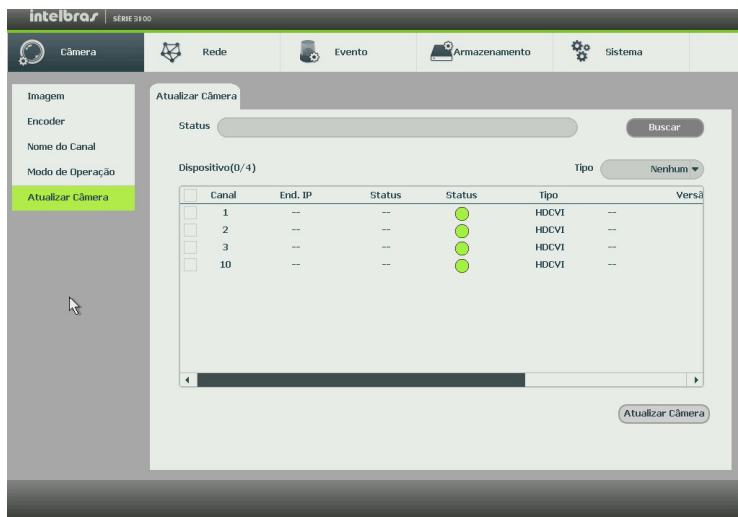 intelbras | SÉRIE 3100
Câmera Rede Evento Armazenamento Sistema
Imagem
Encoder
Nome do Canal
Modo de Operação
Atualizar Câmera
Atualizar Câmera
Status Buscar
Dispositivo(0/4) Tipo Nenhum
Canal End. IP Status Status Tipo Versã
1 -- -- HDCVI --
2 -- -- HDCVI --
3 -- -- HDCVI --
10 -- -- HDCVI --
Atualizar Câmera